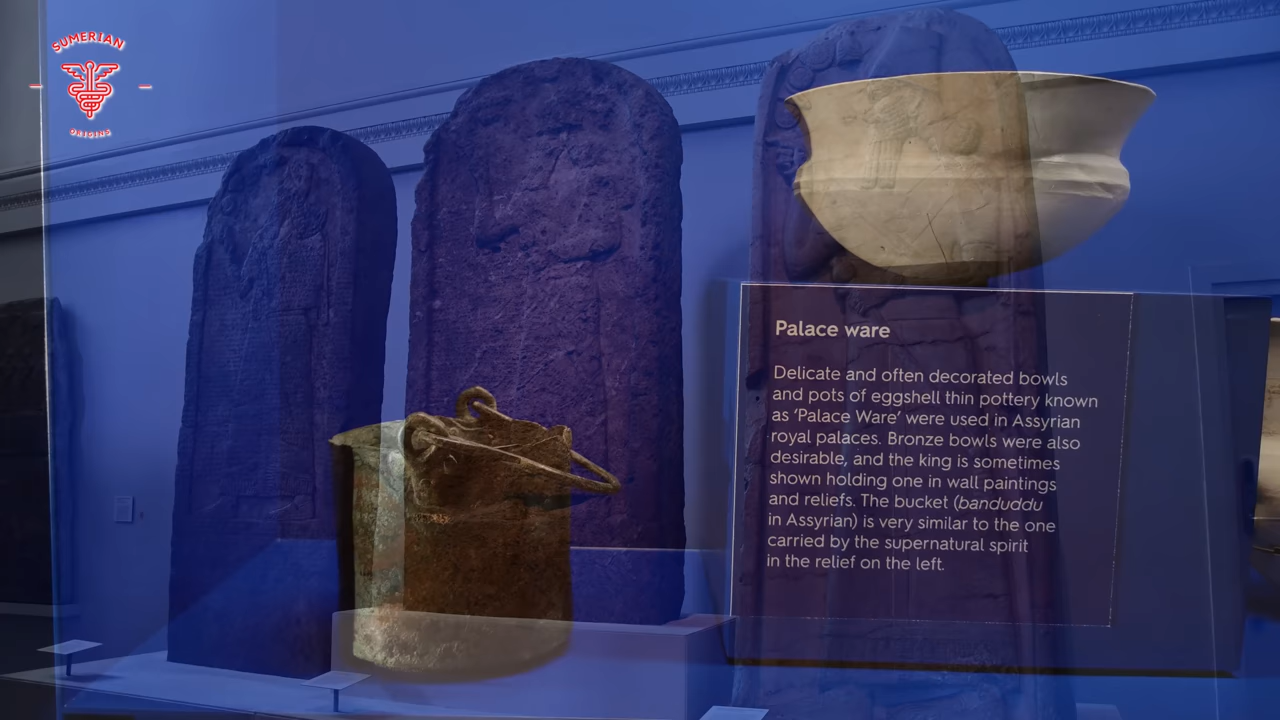 SUMERIAN
ORIGINS
Palace ware
Delicate and often decorated bowls
and pots of eggshell thin pottery known
as ‘Palace Ware’ were used in Assyrian
royal palaces. Bronze bowls were also
desirable, and the king is sometimes
shown holding one in wall paintings
and reliefs. The bucket (banduddu
in Assyrian) is very similar to the one
carried by the supernatural spirit
in the relief on the left.